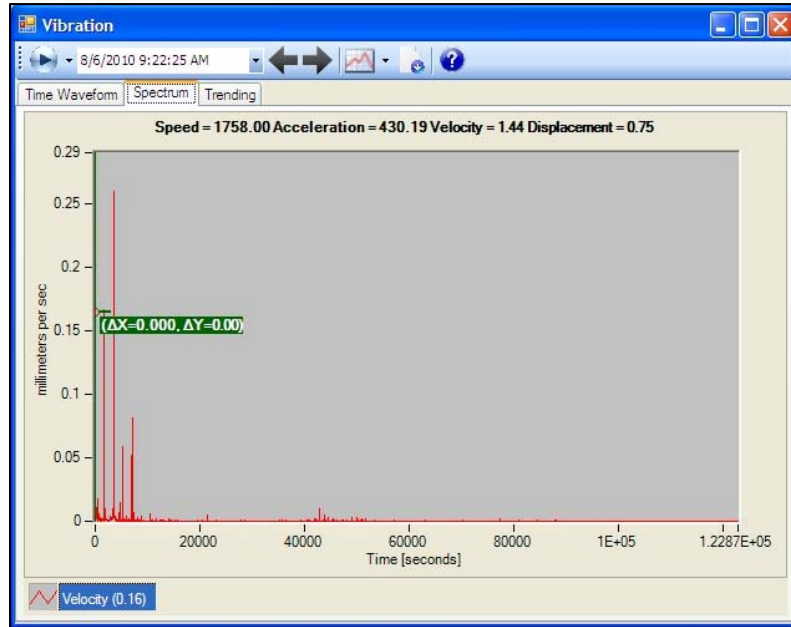 Vibration
8/6/2010 9:22:25 AM
Time Waveform Spectrum Trending
Speed = 1758.00 Acceleration = 430.19 Velocity = 1.44 Displacement = 0.75
0.29
0.25
0.2
0.15
0.1
0.05
0
millimeters per sec
(ΔX=0.000, ΔY=0.00)
0 20000 40000 60000 80000 1E+05 1.2287E+05
Time [seconds]
Velocity (0.16)